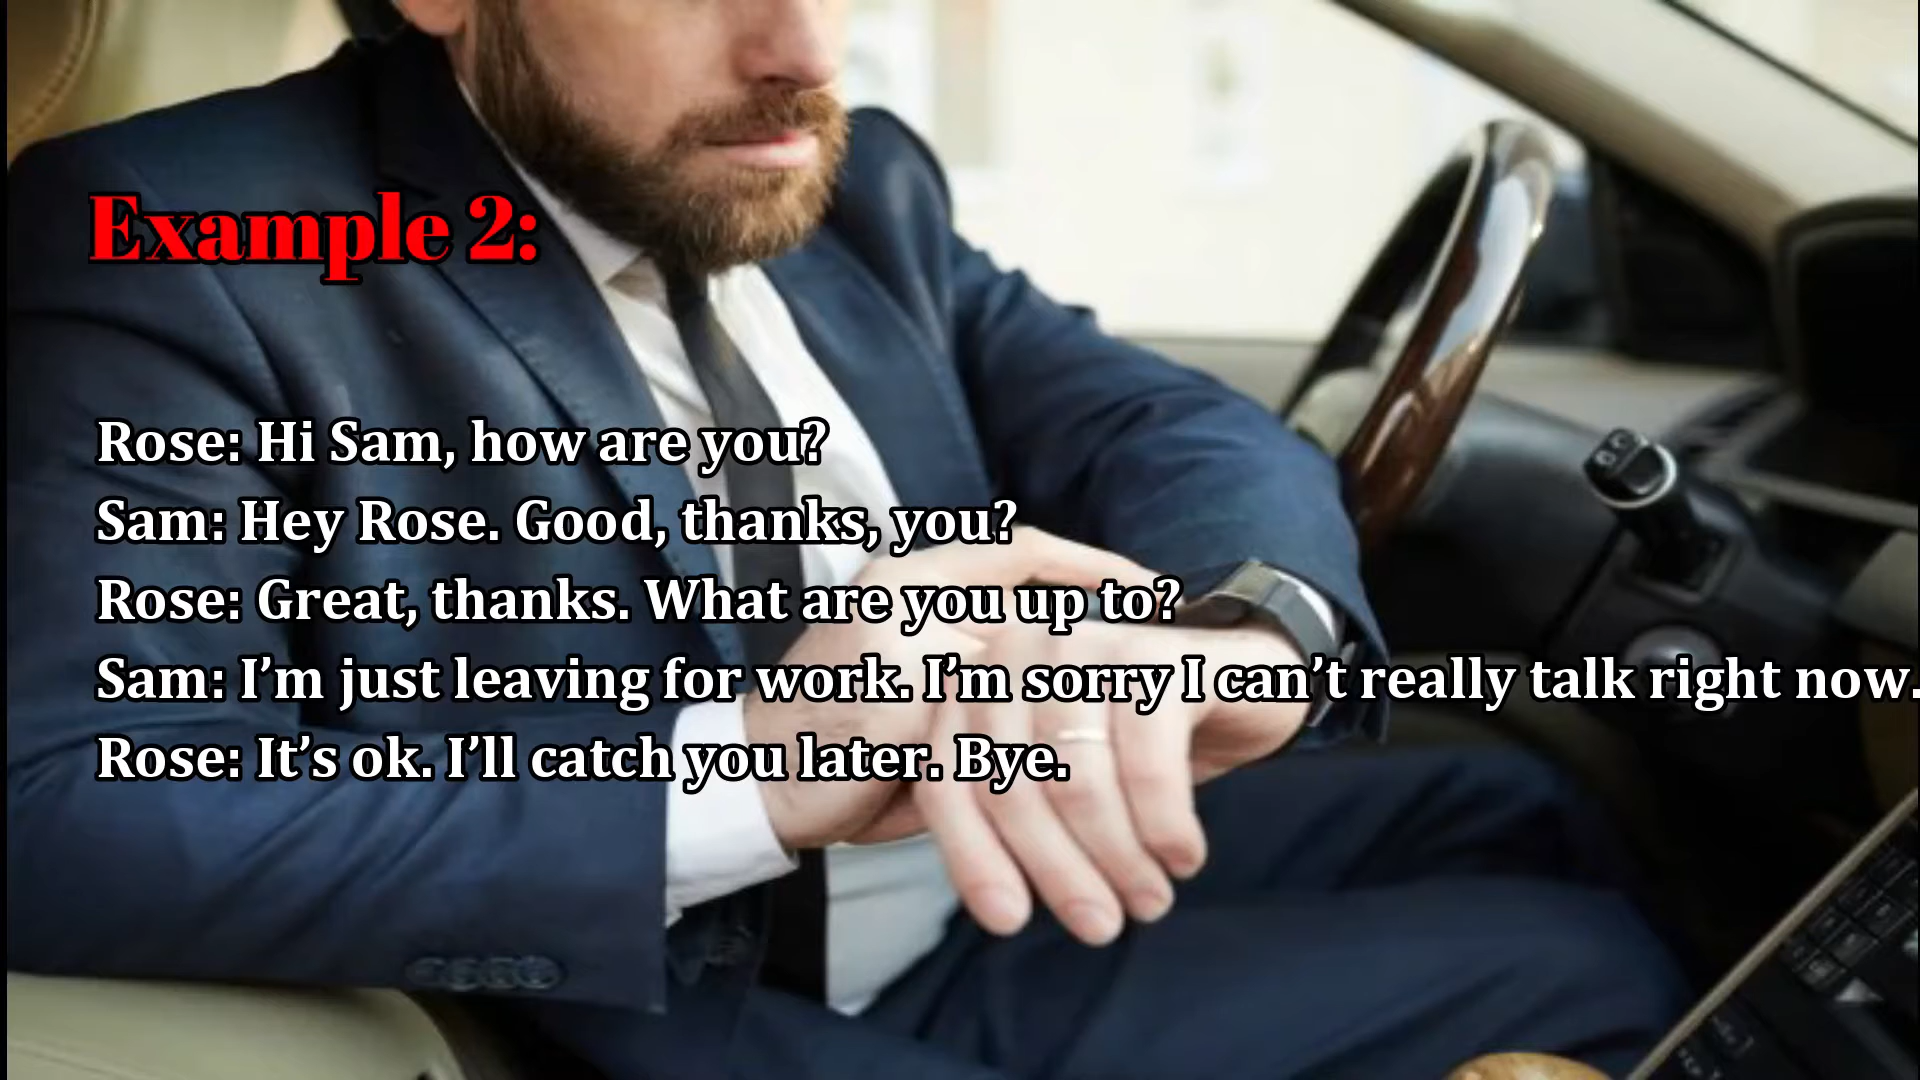 Example 2:
Rose: Hi Sam, how are you?
Sam: Hey Rose. Good, thanks, you?
Rose: Great, thanks. What are you up to?
Sam: I’m just leaving for work. I’m sorry I can’t really talk right now.
Rose: It’s ok. I’ll catch you later. Bye.